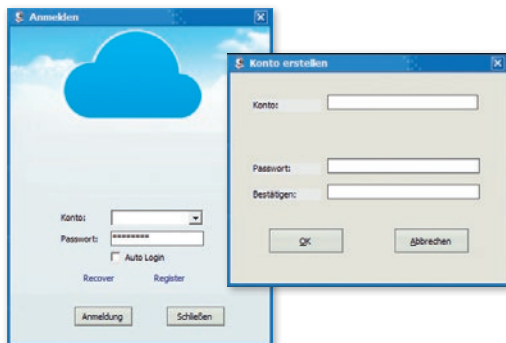 Anmelden
Konto:
Passwort: ********
Auto Login
Recover Register
Anmeldung Schließen
Konto erstellen
Konto:
Passwort:
Bestätigen:
OK Abbrechen